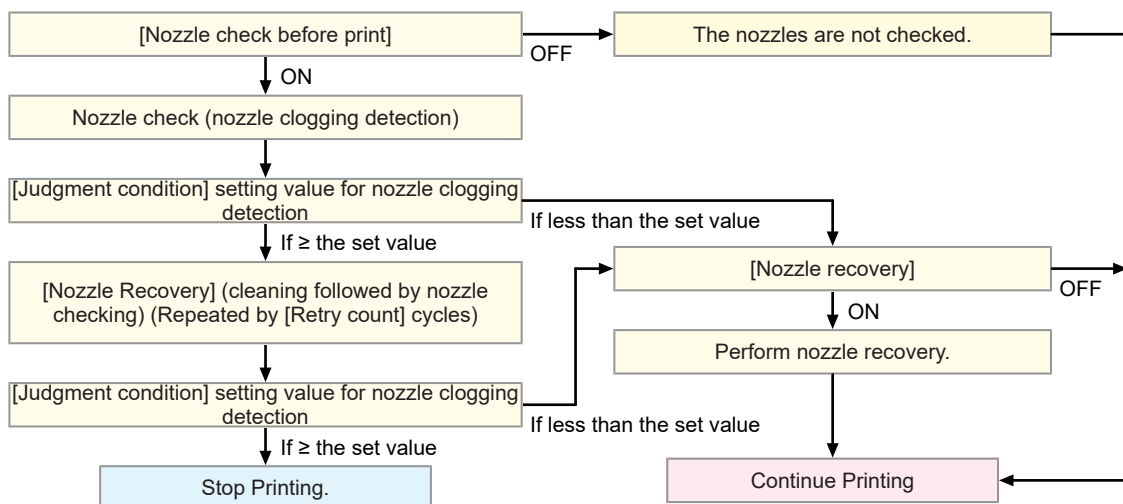 [Nozzle check before print]
OFF
The nozzles are not checked.
ON
Nozzle check (nozzle clogging detection)
[Judgment condition] setting value for nozzle clogging
detection
If less than the set value
If ≥ the set value
[Nozzle Recovery] (cleaning followed by nozzle
checking) (Repeated by [Retry count] cycles)
[Nozzle recovery]
OFF
ON
Perform nozzle recovery.
[Judgment condition] setting value for nozzle clogging
detection
If less than the set value
If ≥ the set value
Stop Printing.
Continue Printing